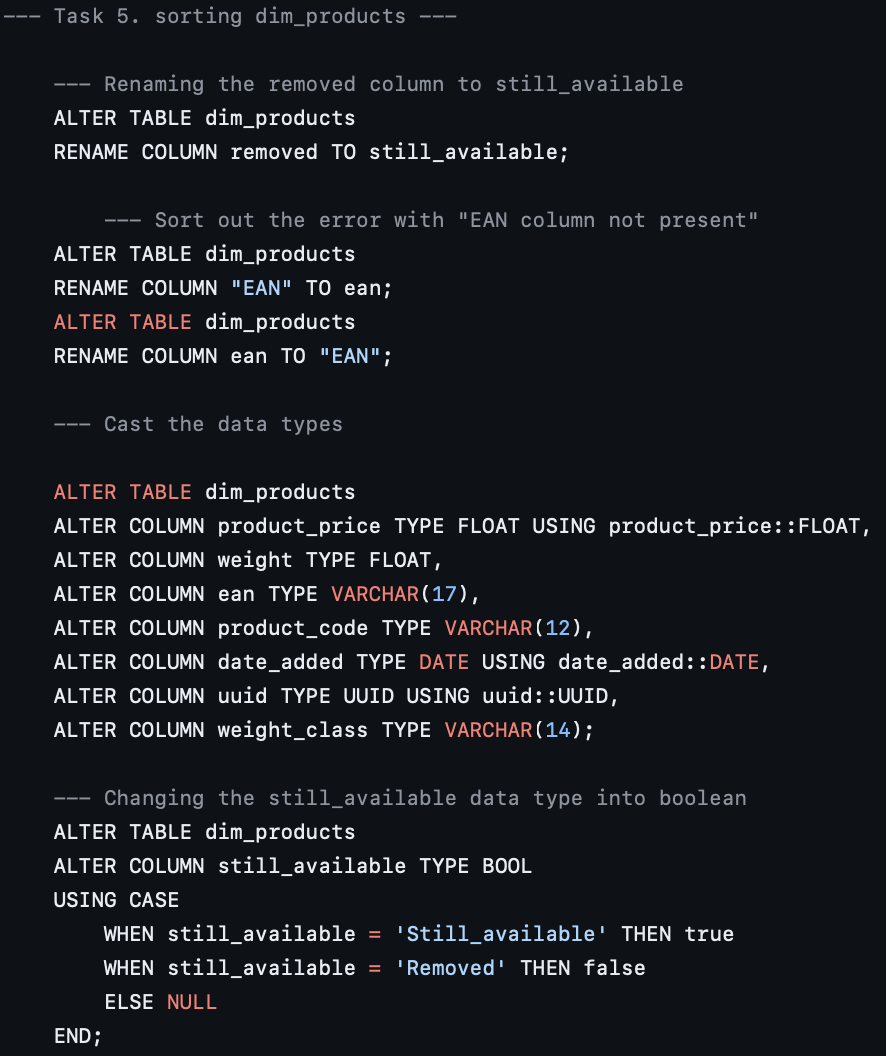 --- Task 5. sorting dim_products ---
--- Renaming the removed column to still_available
ALTER TABLE dim_products
RENAME COLUMN removed TO still_available;
--- Sort out the error with "EAN column not present"
ALTER TABLE dim_products
RENAME COLUMN "EAN" TO ean;
ALTER TABLE dim_products
RENAME COLUMN ean TO "EAN";
--- Cast the data types
ALTER TABLE dim_products
ALTER COLUMN product_price TYPE FLOAT USING product_price::FLOAT,
ALTER COLUMN weight TYPE FLOAT,
ALTER COLUMN ean TYPE VARCHAR(17),
ALTER COLUMN product_code TYPE VARCHAR(12),
ALTER COLUMN date_added TYPE DATE USING date_added::DATE,
ALTER COLUMN uuid TYPE UUID USING uuid::UUID,
ALTER COLUMN weight_class TYPE VARCHAR(14);
--- Changing the still_available data type into boolean
ALTER TABLE dim_products
ALTER COLUMN still_available TYPE BOOL
USING CASE
WHEN still_available = 'Still_available' THEN true
WHEN still_available = 'Removed' THEN false
ELSE NULL
END;